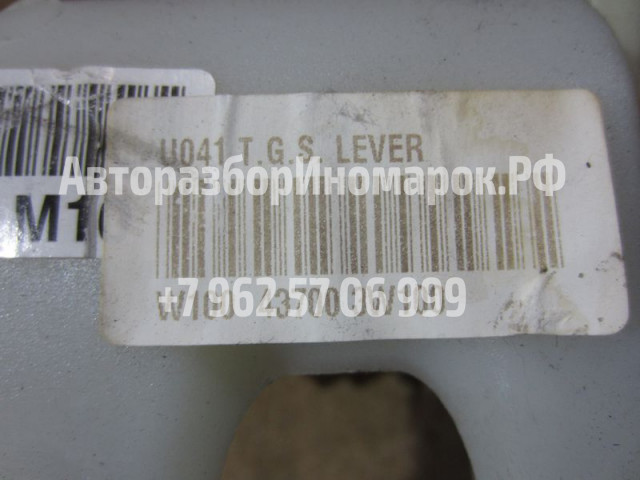 U041 T.G.S. LEVER
АвторазборИномарок.РФ
M1
+7 962 57 06 999